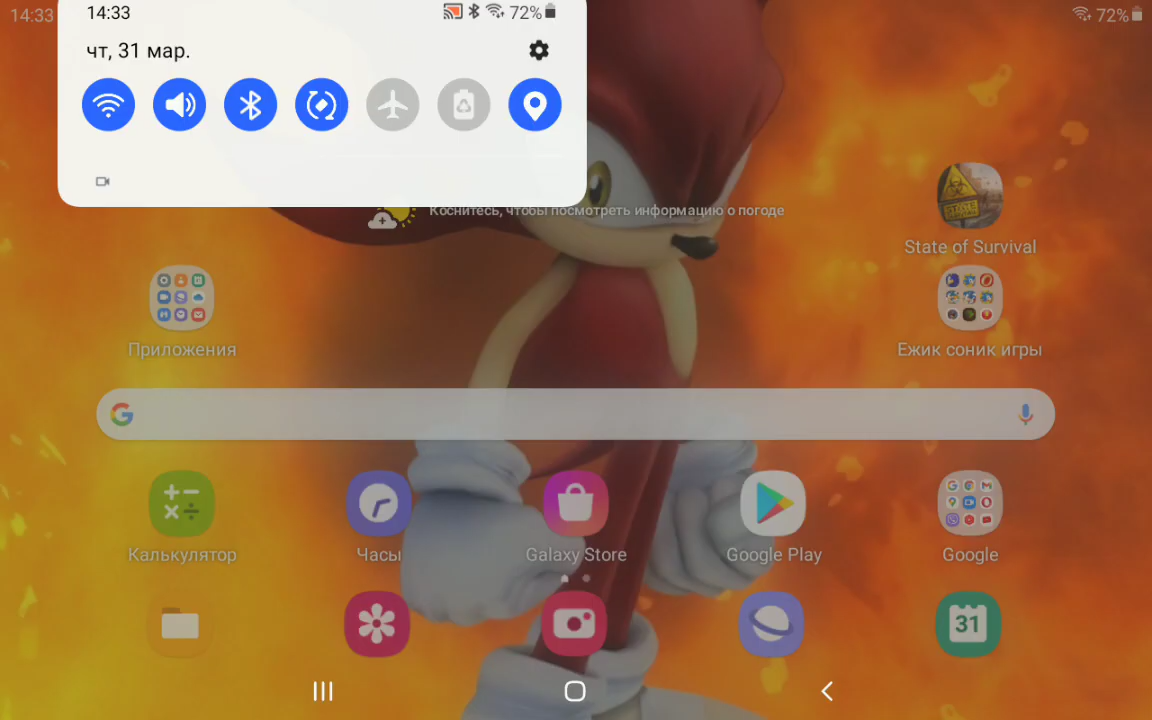 14:33
14:33
72%
72%
чт, 31 мар.
Коснитесь, чтобы посмотреть информацию о погоде
State of Survival
Приложения
Ежик соник игры
Калькулятор
Часы
Galaxy Store
Google Play
Google
31